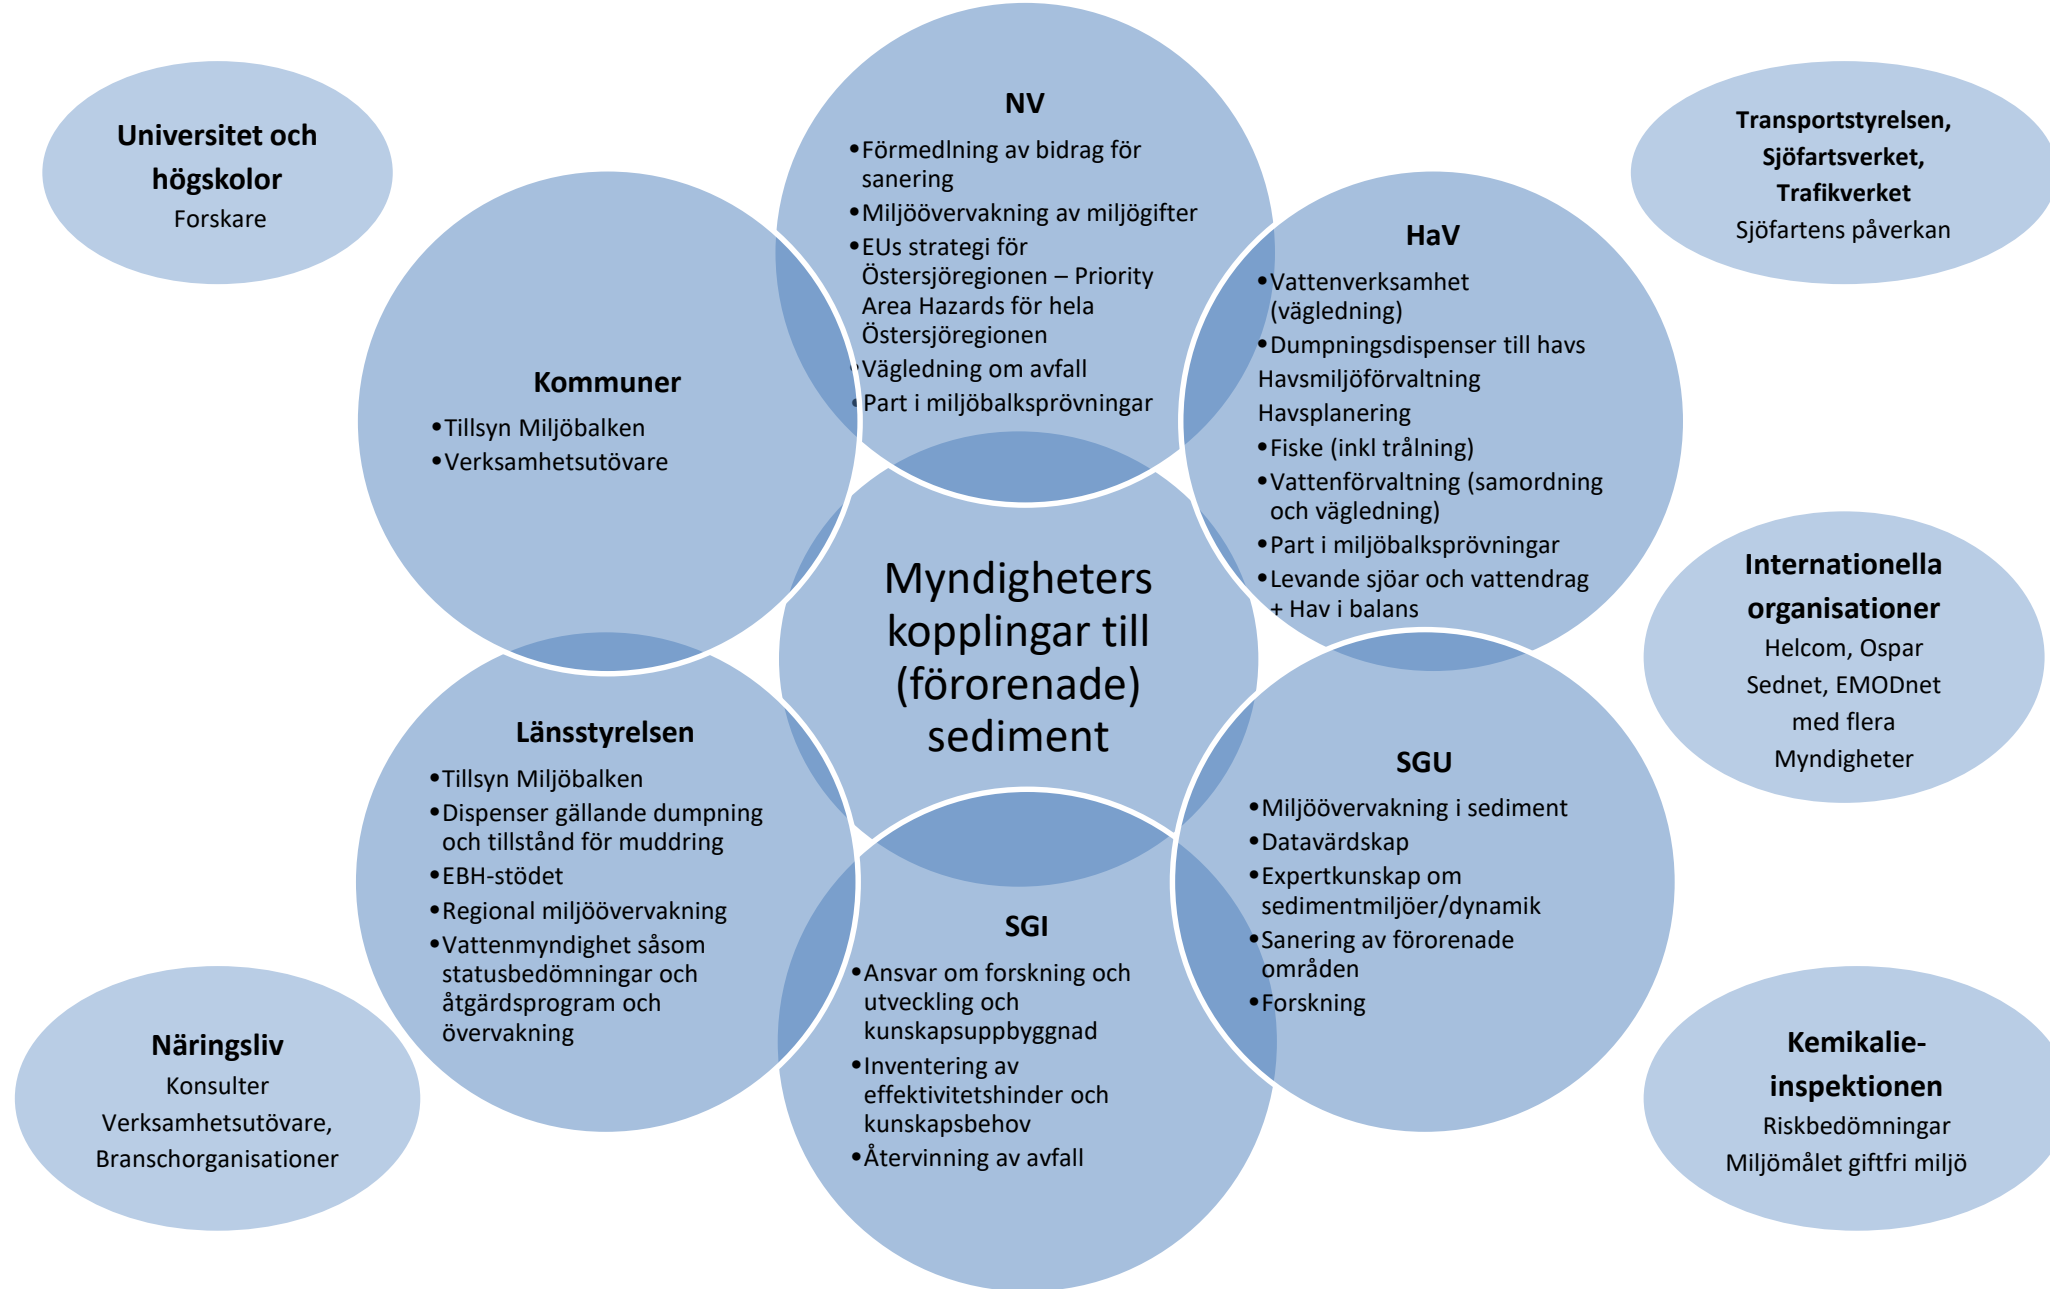 Universitet och
högskolor
Forskare
NV
•Förmedlning av bidrag för
sanering
•Miljöövervakning av miljögifter
•EUs strategi för
Östersjöregionen – Priority
Area Hazards för hela
Östersjöregionen
•Vägledning om avfall
•Part i miljöbalksprövningar
Transportstyrelsen,
Sjöfartsverket,
Trafikverket
Sjöfartens påverkan
HaV
•Vattenverksamhet
(vägledning)
•Dumpningsdispenser till havs
Havsmiljöförvaltning
Havsplanering
•Fiske (inkl trålning)
•Vattenförvaltning (samordning
och vägledning)
•Part i miljöbalksprövningar
•Levande sjöar och vattendrag
+ Hav i balans
Kommuner
•Tillsyn Miljöbalken
•Verksamhetsutövare
Myndigheters
kopplingar till
(förorenade)
sediment
Internationella
organisationer
Helcom, Ospar
Sednet, EMODnet
med flera
Myndigheter
Länsstyrelsen
•Tillsyn Miljöbalken
•Dispenser gällande dumpning
och tillstånd för muddring
•EBH-stödet
•Regional miljöövervakning
•Vattenmyndighet såsom
statusbedömningar och
åtgärdsprogram och
övervakning
SGU
•Miljöövervakning i sediment
•Datavärdskap
•Expertkunskap om
sedimentmiljöer/dynamik
•Sanering av förorenade
områden
•Forskning
SGI
•Ansvar om forskning och
utveckling och
kunskapsuppbyggnad
•Inventering av
effektivitetshinder och
kunskapsbehov
•Återvinning av avfall
Näringsliv
Konsulter
Verksamhetsutövare,
Branschorganisationer
Kemikalie-
inspektionen
Riskbedömningar
Miljömålet giftfri miljö